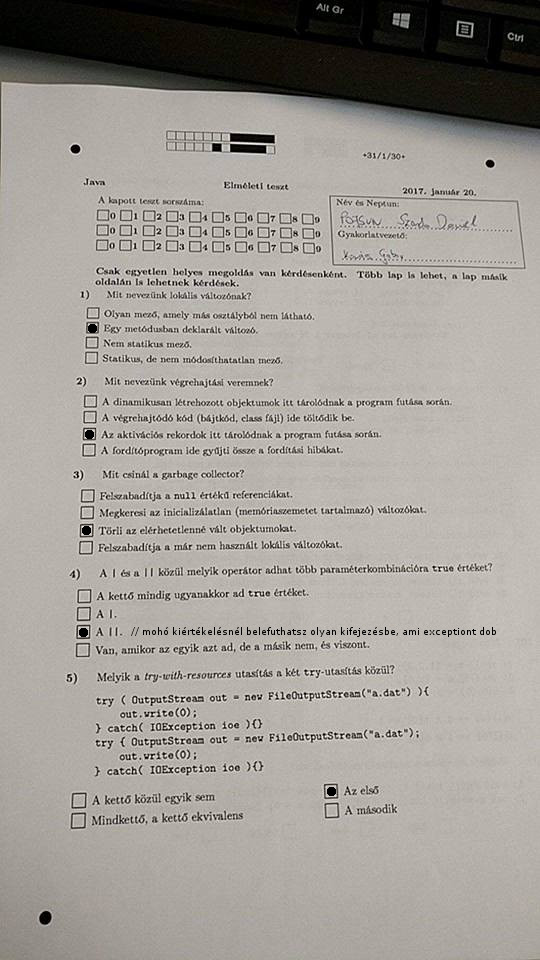 Alt Gr
Ctrl
+31/1/30+
Java Elméleti teszt 2017. január 20.
A kapott teszt sorszáma:
0 1 2 3 4 5 6 7 8 9
0 1 2 3 4 5 6 7 8 9
0 1 2 3 4 5 6 7 8 9
Név és Neptun:
Szabó Dániel
Gyakorlatvezető:
Csak egyetlen helyes megoldás van kérdésenként. Több lap is lehet, a lap másik
oldalán is lehetnek kérdések.
1) Mit nevezünk lokális változónak?
Olyan mező, amely más osztályból nem látható.
Egy metódusban deklarált változó.
Nem statikus mező.
Statikus, de nem módosíthatatlan mező.
2) Mit nevezünk végrehajtási veremnek?
A dinamikusan létrehozott objektumok itt tárolódnak a program futása során.
A végrehajtódó kód (bájtkód, class fájl) ide töltődik be.
Az aktivációs rekordok itt tárolódnak a program futása során.
A fordítóprogram ide gyűjti össze a fordítási hibákat.
3) Mit csinál a garbage collector?
Felszabadítja a null értékű referenciákat.
Megkeresi az inicializálatlan (memóriaszemetet tartalmazó) változókat.
Törli az elérhetetlenné vált objektumokat.
Felszabadítja a már nem használt lokális változókat.
4) A | és a || közül melyik operátor adhat több paraméterkombinációra true értéket?
A kettő mindig ugyanakkor ad true értéket.
A |.
A ||. // mohó kiértékelésnél belefuthatsz olyan kifejezésbe, ami exceptiont dob
Van, amikor az egyik azt ad, de a másik nem, és viszont.
5) Melyik a try-with-resources utasítás a két try-utasítás közül?
try ( OutputStream out = new FileOutputStream("a.dat") ){
out.write(0);
} catch( IOException ioe ){}
try { OutputStream out = new FileOutputStream("a.dat");
out.write(0);
} catch( IOException ioe ){}
A kettő közül egyik sem
Az első
Mindkettő, a kettő ekvivalens
A második